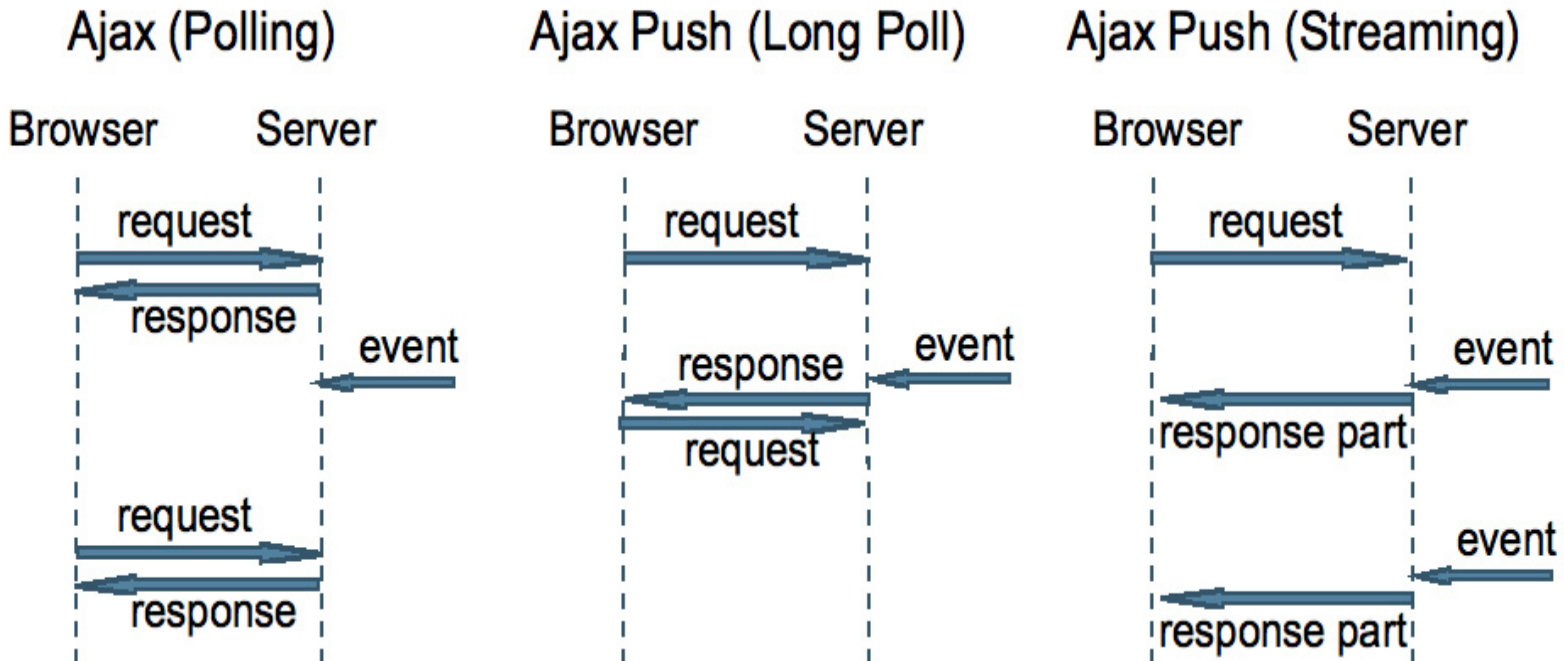 Ajax (Polling)
Browser Server
request
response
event
request
response
Ajax Push (Long Poll)
Browser Server
request
event
response
request
Ajax Push (Streaming)
Browser Server
request
event
response part
event
response part